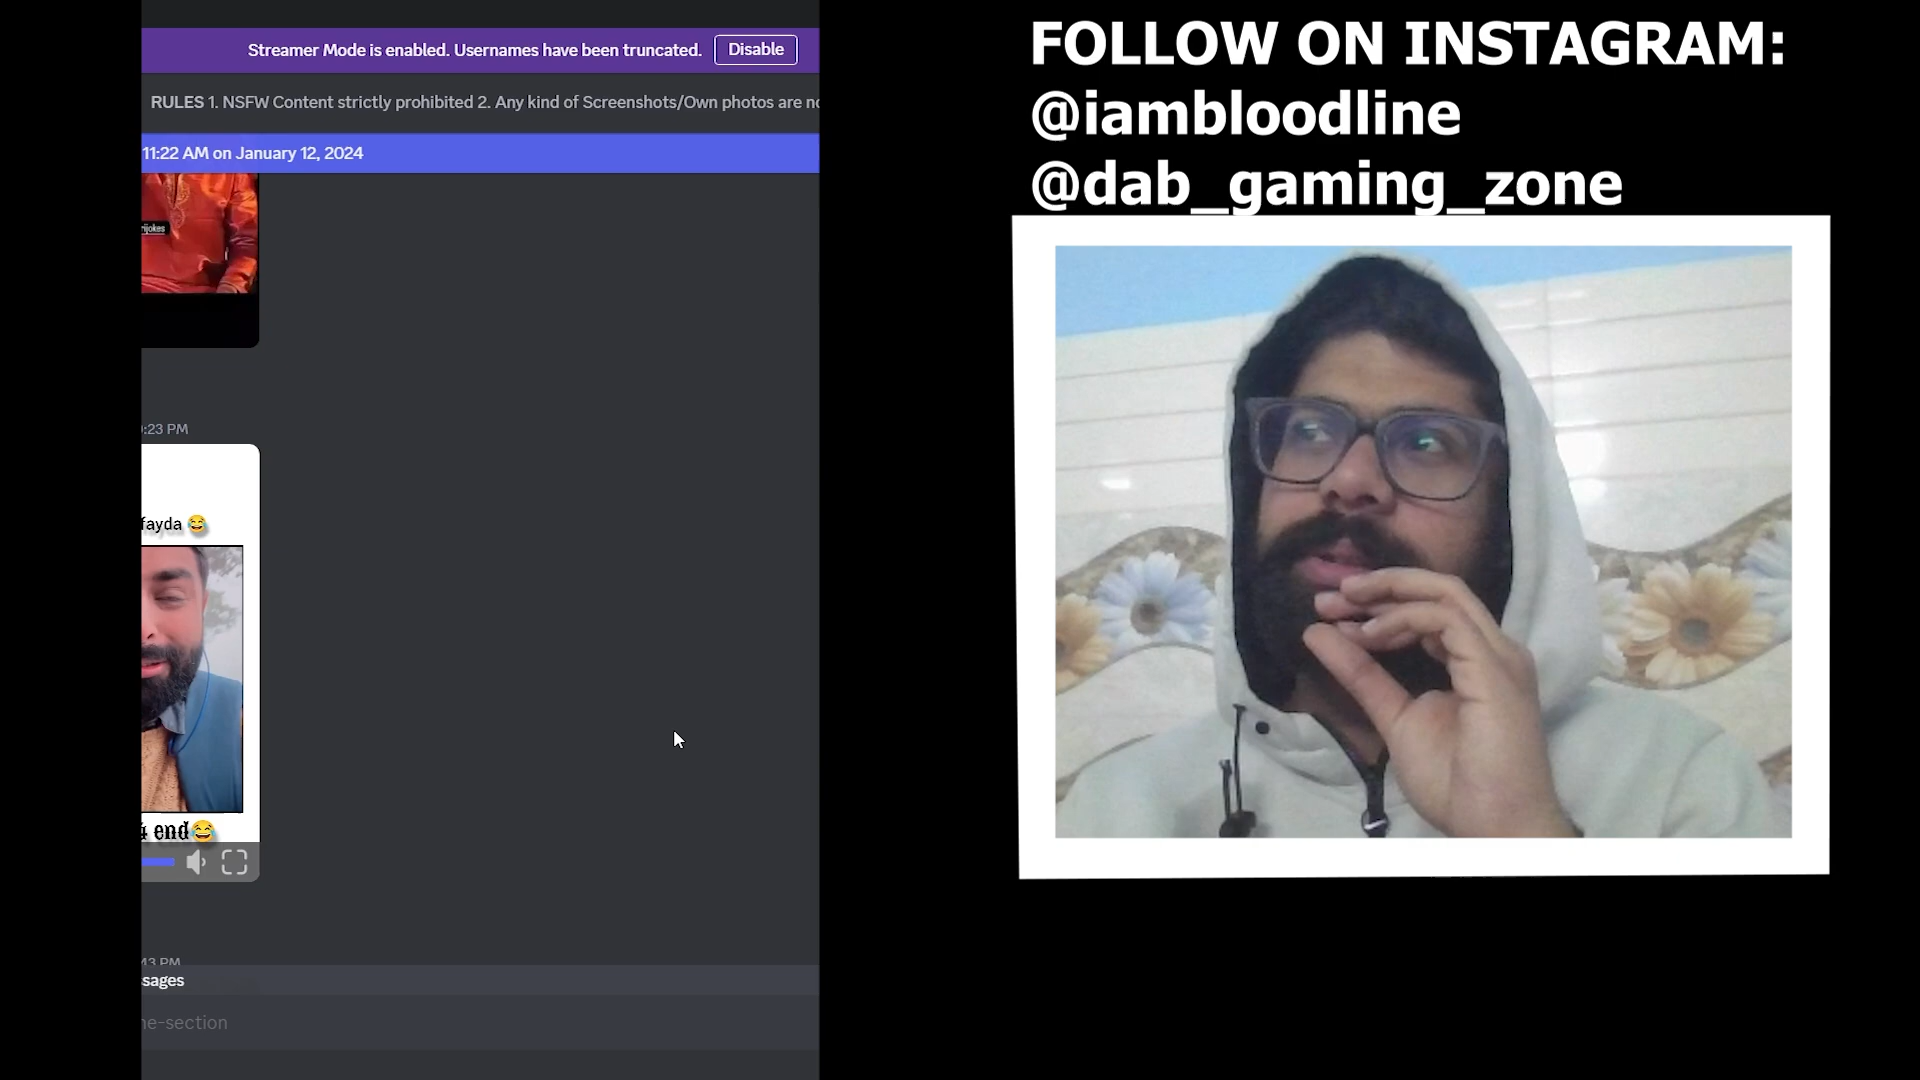 Streamer Mode is enabled. Usernames have been truncated. Disable
RULES 1. NSFW Content strictly prohibited 2. Any kind of Screenshots/Own photos are
11:22 AM on January 12, 2024
:23 PM
fayda 😂
end😂
43 PM
sages
-section
FOLLOW ON INSTAGRAM:
@iambloodline
@dab_gaming_zone